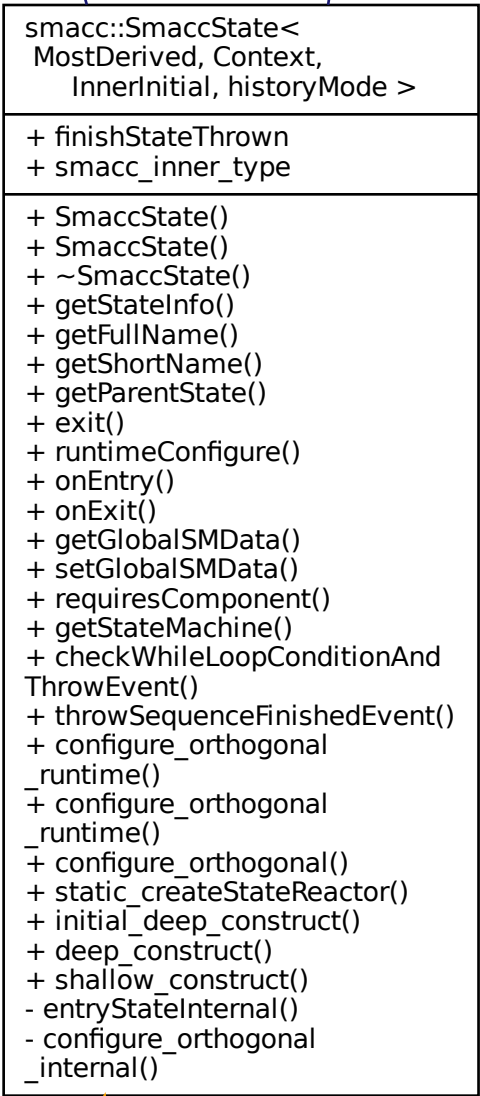 smacc::SmaccState<
MostDerived, Context,
InnerInitial, historyMode >
+ finishStateThrown
+ smacc_inner_type
+ SmaccState()
+ SmaccState()
+ ~SmaccState()
+ getStateInfo()
+ getFullName()
+ getShortName()
+ getParentState()
+ exit()
+ runtimeConfigure()
+ onEntry()
+ onExit()
+ getGlobalSMData()
+ setGlobalSMData()
+ requiresComponent()
+ getStateMachine()
+ checkWhileLoopConditionAnd
ThrowEvent()
+ throwSequenceFinishedEvent()
+ configure_orthogonal
_runtime()
+ configure_orthogonal
_runtime()
+ configure_orthogonal()
+ static_createStateReactor()
+ initial_deep_construct()
+ deep_construct()
+ shallow_construct()
- entryStateInternal()
- configure_orthogonal
_internal()